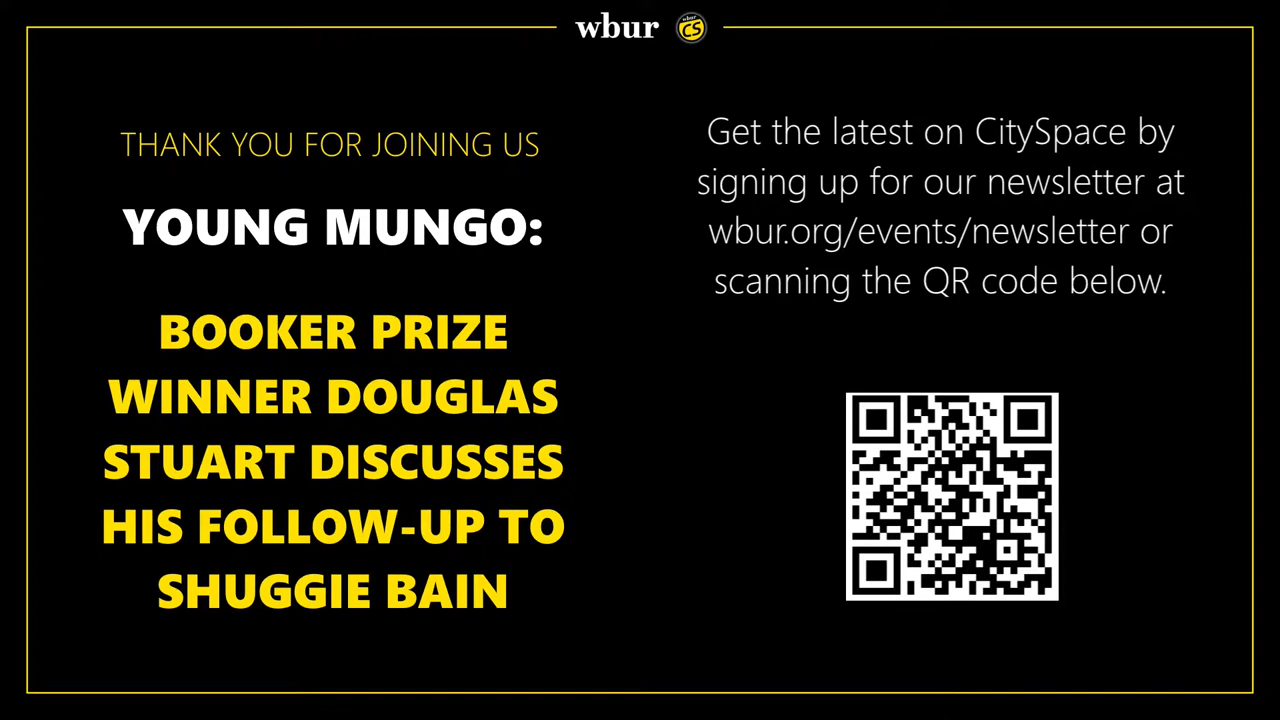 wbur
wbur
CS
THANK YOU FOR JOINING US
YOUNG MUNGO:
BOOKER PRIZE
WINNER DOUGLAS
STUART DISCUSSES
HIS FOLLOW-UP TO
SHUGGIE BAIN
Get the latest on CitySpace by
signing up for our newsletter at
wbur.org/events/newsletter or
scanning the QR code below.